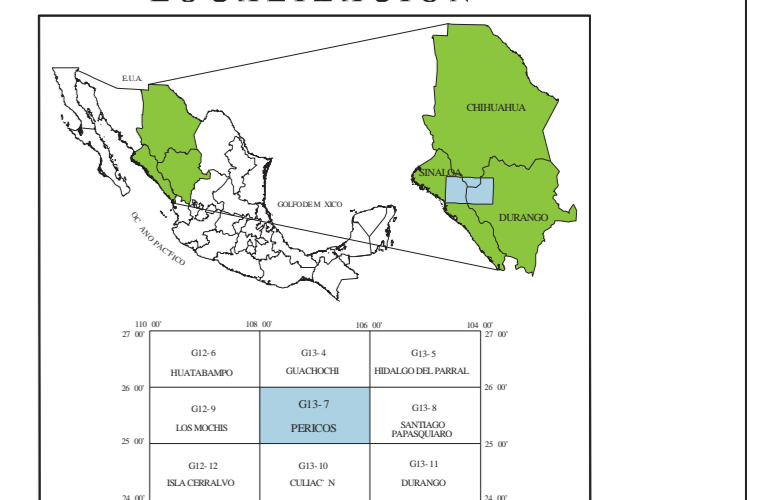 E.U.A.
CHIHUAHUA
SINALOA
DURANGO
GOLFO DE M XICO
OC ANO PAC'FICO
110 00' 108 00' 106 00' 104 00'
27 00' 27 00'
G12- 6 G13- 4 G13- 5
HUATABAMPO GUACHOCHI HIDALGO DEL PARRAL
26 00' 26 00'
G12- 9 G13- 7 G13- 8
LOS MOCHIS PERICOS SANTIAGO
PAPASQUIARO
25 00' 25 00'
G12- 12 G13- 10 G13- 11
ISLA CERRALVO CULIAC' N DURANGO
24 00' 24 00'